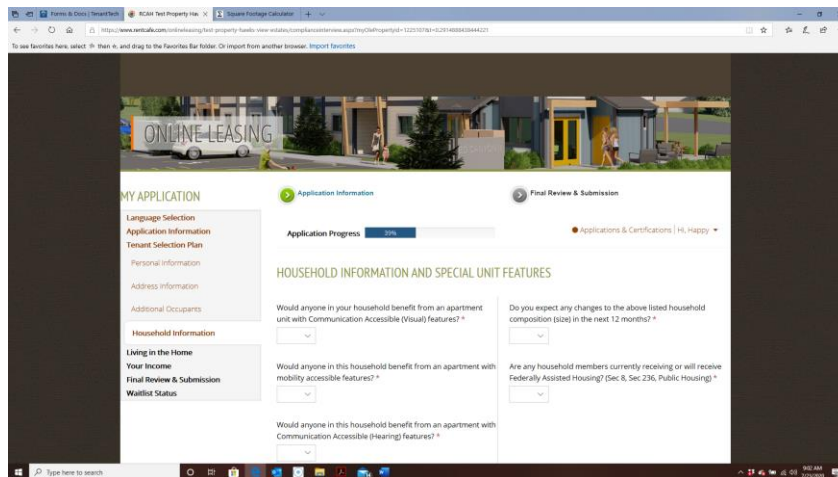 Forms & Docs | TenantTech
RCAH Test Property Haw
Square Footage Calculator
To see favorites here, select then and drag to the Favorites Bar folder. Or import from another browser. Import favorites
ONLINE LEASING
MY APPLICATION
Language Selection
Application Information
Tenant Selection Plan
Personal Information
Address Information
Additional Occupants
Household Information
Living in the Home
Your Income
Final Review & Submission
Waitlist Status
Application Information
Final Review & Submission
Application Progress
Applications & Certifications | Hi, Happy
HOUSEHOLD INFORMATION AND SPECIAL UNIT FEATURES
Would anyone in your household benefit from an apartment
unit with Communication Accessible (Visual) features? *
Would anyone in this household benefit from an apartment with
mobility accessible features? *
Would anyone in this household benefit from an apartment with
Communication Accessible (Hearing) features? *
Do you expect any changes to the above listed household
composition (size) in the next 12 months? *
Are any household members currently receiving or will receive
Federally Assisted Housing? (Sec 8, Sec 236, Public Housing) *
Type here to search
9:02 AM